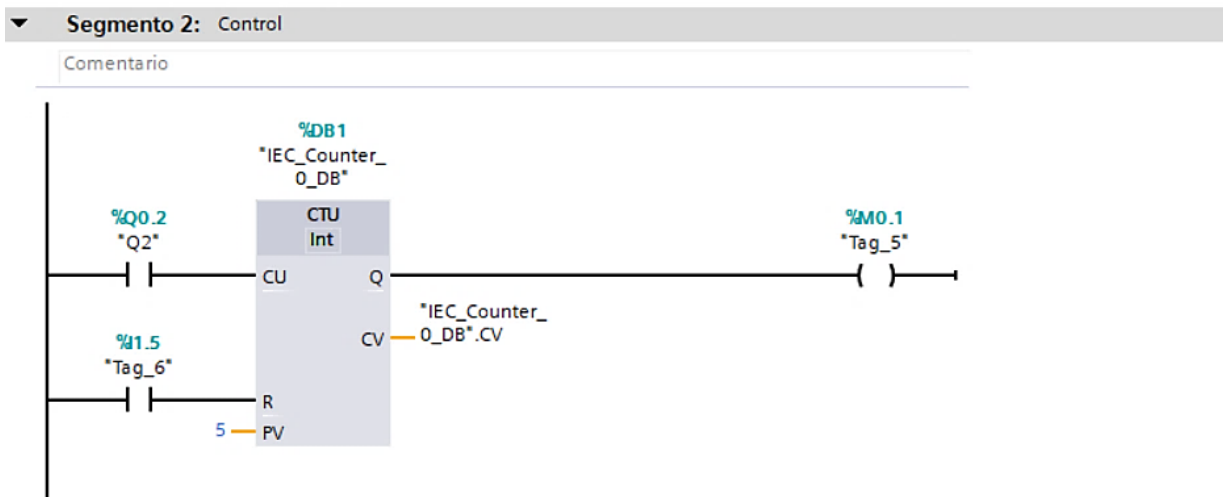 Segmento 2: Control
Comentario
%DB1
"IEC_Counter_
0_DB"
%Q0.2
"Q2"
CTU
Int
%M0.1
"Tag_5"
CU
Q
"IEC_Counter_
0_DB".CV
CV
%I1.5
"Tag_6"
R
5
PV